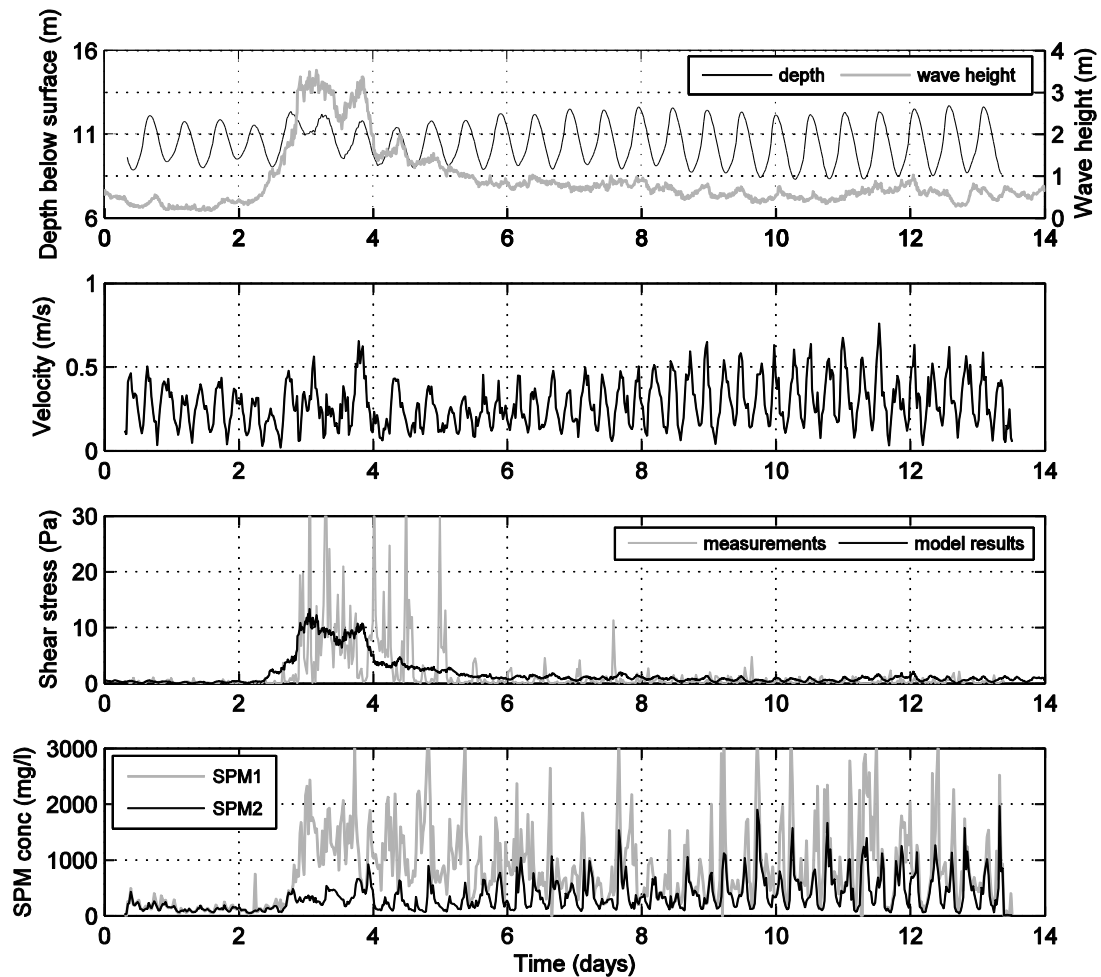 Depth below surface (m)
16
11
6
depth
wave height
4
3
2
1
0
Wave height (m)
0 2 4 6 8 10 12 14
Velocity (m/s)
1
0.5
0
0 2 4 6 8 10 12 14
Shear stress (Pa)
30
20
10
0
measurements
model results
0 2 4 6 8 10 12 14
SPM conc (mg/l)
3000
2000
1000
0
SPM1
SPM2
0 2 4 6 8 10 12 14
Time (days)